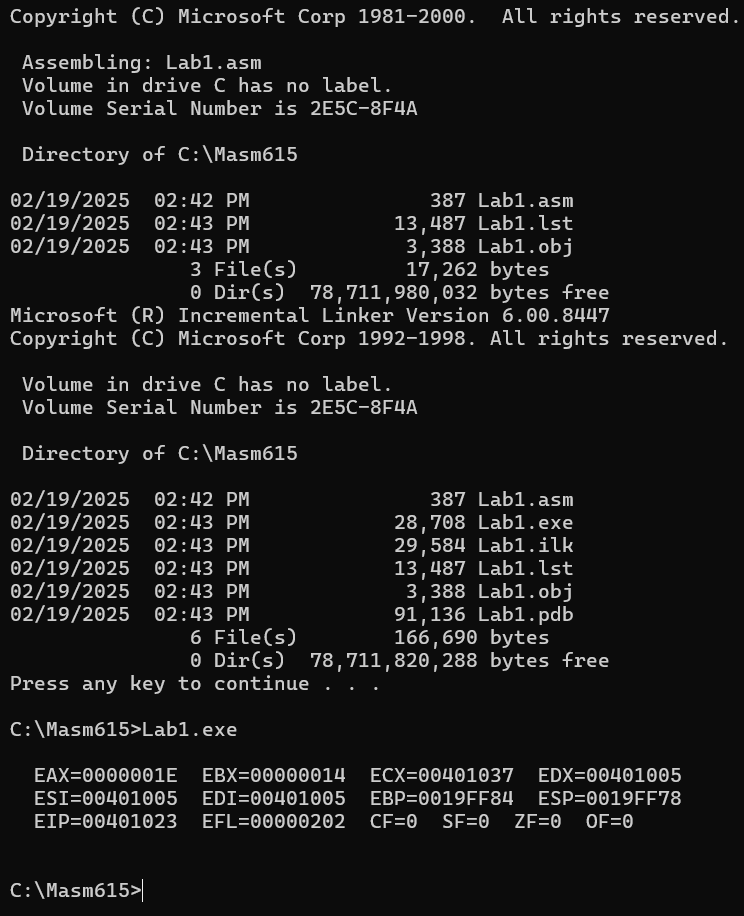 Copyright (C) Microsoft Corp 1981-2000.  All rights reserved.

 Assembling: Lab1.asm
 Volume in drive C has no label.
 Volume Serial Number is 2E5C-8F4A

 Directory of C:\Masm615

02/19/2025  02:42 PM               387 Lab1.asm
02/19/2025  02:43 PM            13,487 Lab1.lst
02/19/2025  02:43 PM             3,388 Lab1.obj
               3 File(s)         17,262 bytes
               0 Dir(s)  78,711,980,032 bytes free
Microsoft (R) Incremental Linker Version 6.00.8447
Copyright (C) Microsoft Corp 1992-1998. All rights reserved.

 Volume in drive C has no label.
 Volume Serial Number is 2E5C-8F4A

 Directory of C:\Masm615

02/19/2025  02:42 PM               387 Lab1.asm
02/19/2025  02:43 PM            28,708 Lab1.exe
02/19/2025  02:43 PM            29,584 Lab1.ilk
02/19/2025  02:43 PM            13,487 Lab1.lst
02/19/2025  02:43 PM             3,388 Lab1.obj
02/19/2025  02:43 PM            91,136 Lab1.pdb
               6 File(s)        166,690 bytes
               0 Dir(s)  78,711,820,288 bytes free
Press any key to continue . . .

C:\Masm615>Lab1.exe

  EAX=0000001E  EBX=00000014  ECX=00401037  EDX=00401005
  ESI=00401005  EDI=00401005  EBP=0019FF84  ESP=0019FF78
  EIP=00401023  EFL=00000202  CF=0  SF=0  ZF=0  OF=0


C:\Masm615>